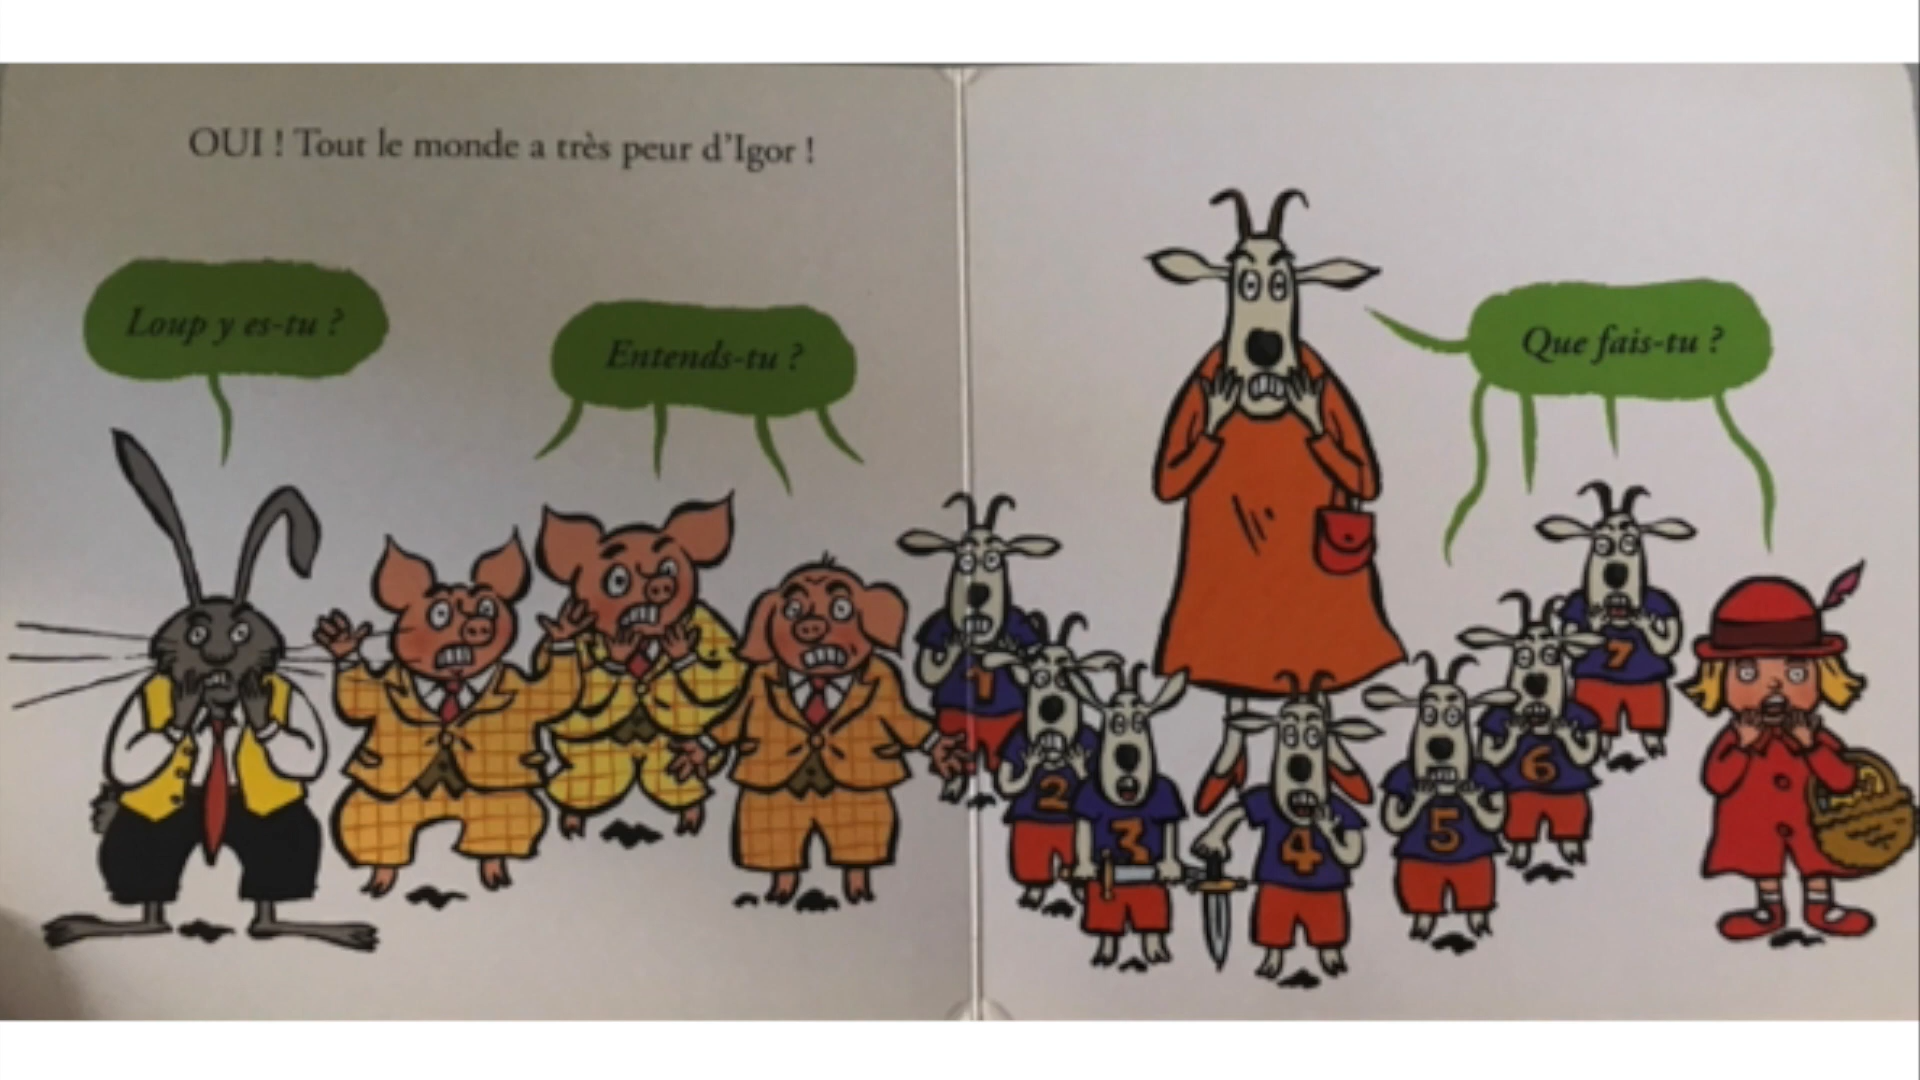 OUI ! Tout le monde a très peur d'Igor !
Loup y es-tu ?
Entends-tu ?
Que fais-tu ?
1
2
3
4
5
6
7